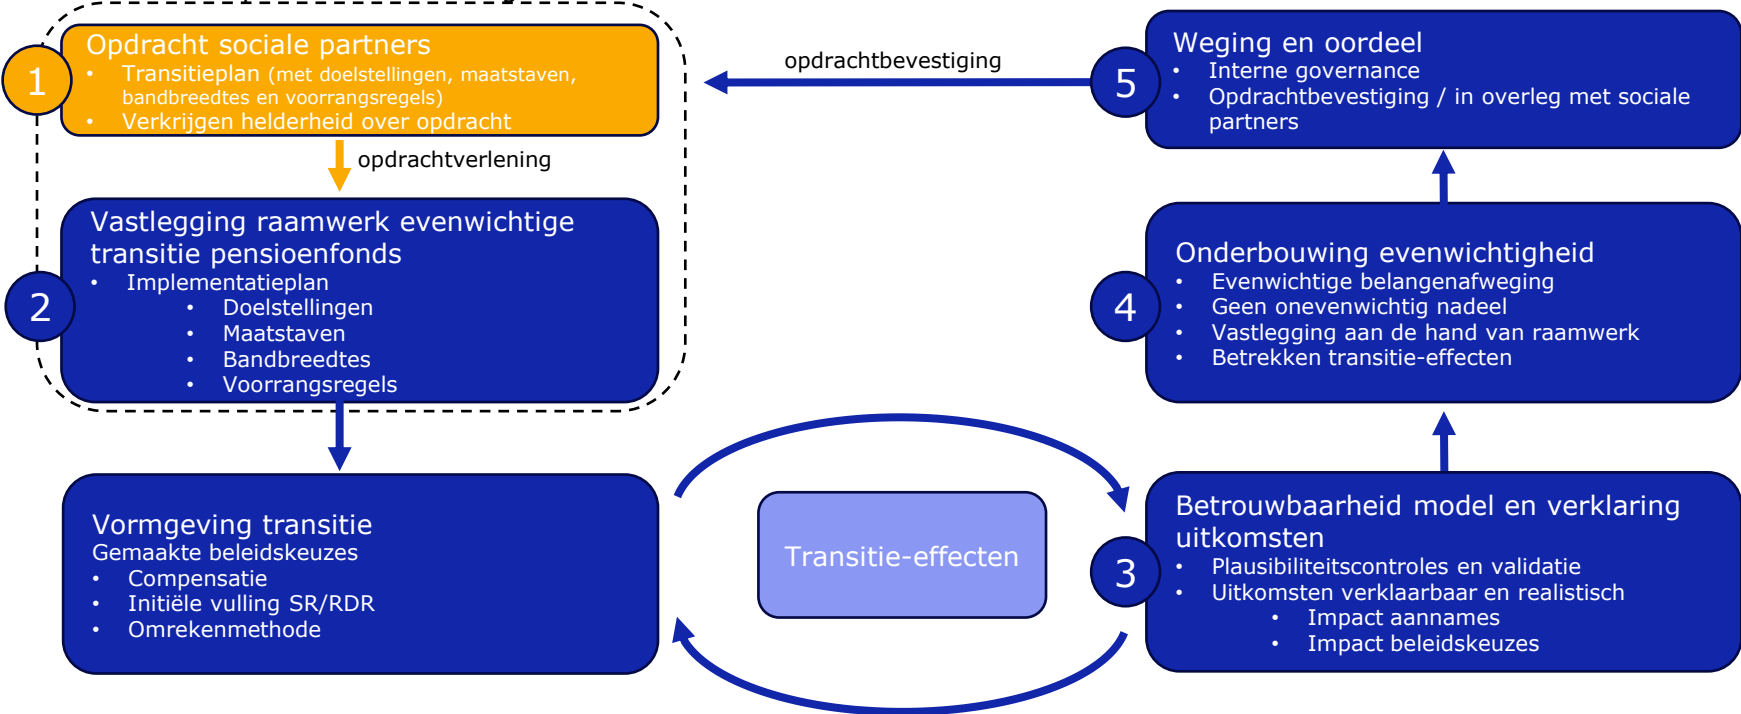 1
Opdracht sociale partners
• Transitieplan (met doelstellingen, maatstaven,
bandbreedtes en voorrangsregels)
• Verkrijgen helderheid over opdracht
opdrachtverlening
2
Vastlegging raamwerk evenwichtige
transitie pensioenfonds
• Implementatieplan
• Doelstellingen
• Maatstaven
• Bandbreedtes
• Voorrangsregels
Vormgeving transitie
Gemaakte beleidskeuzes
• Compensatie
• Initiële vulling SR/RDR
• Omrekenmethode
Transitie-effecten
3
Betrouwbaarheid model en verklaring
uitkomsten
• Plausibiliteitscontroles en validatie
• Uitkomsten verklaarbaar en realistisch
• Impact aannames
• Impact beleidskeuzes
4
Onderbouwing evenwichtigheid
• Evenwichtige belangenafweging
• Geen onevenwichtig nadeel
• Vastlegging aan de hand van raamwerk
• Betrekken transitie-effecten
5
Weging en oordeel
• Interne governance
• Opdrachtbevestiging / in overleg met sociale
partners
opdrachtbevestiging